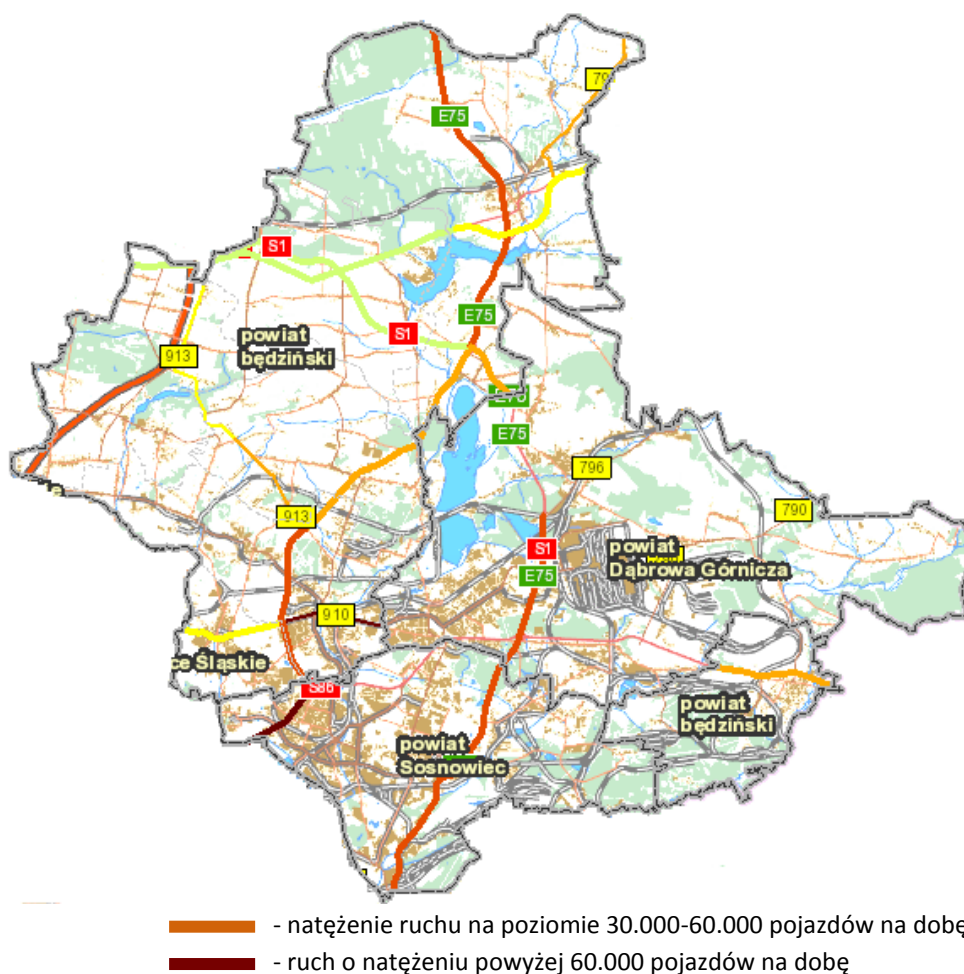 E75
79
S1
E75
S1
913
powiat
będziński
E75
796
790
913
S1
powiat
Dąbrowa Górnicza
E75
910
ce Śląskie
S86
powiat
będziński
powiat
Sosnowiec
- natężenie ruchu na poziomie 30.000-60.000 pojazdów na dobę
- ruch o natężeniu powyżej 60.000 pojazdów na dobę